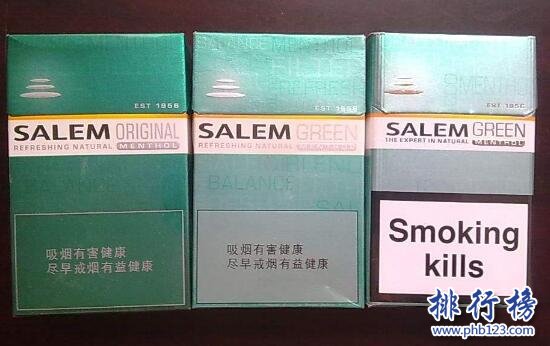 EST 1956
SALEM ORIGINAL
REFRESHING NATURAL MENTHOL
吸烟有害健康
尽早戒烟有益健康
BALANCE MENTHOL
EST 1956
SALEM GREEN
REFRESHING NATURAL MENTHOL
BALANCE
SAL
吸烟有害健康
尽早戒烟有益健康
EST 1956
SALEM GREEN
THE EXPERT IN NATURAL MENTHOL
Smoking
kills
排行榜
www.phb123.com